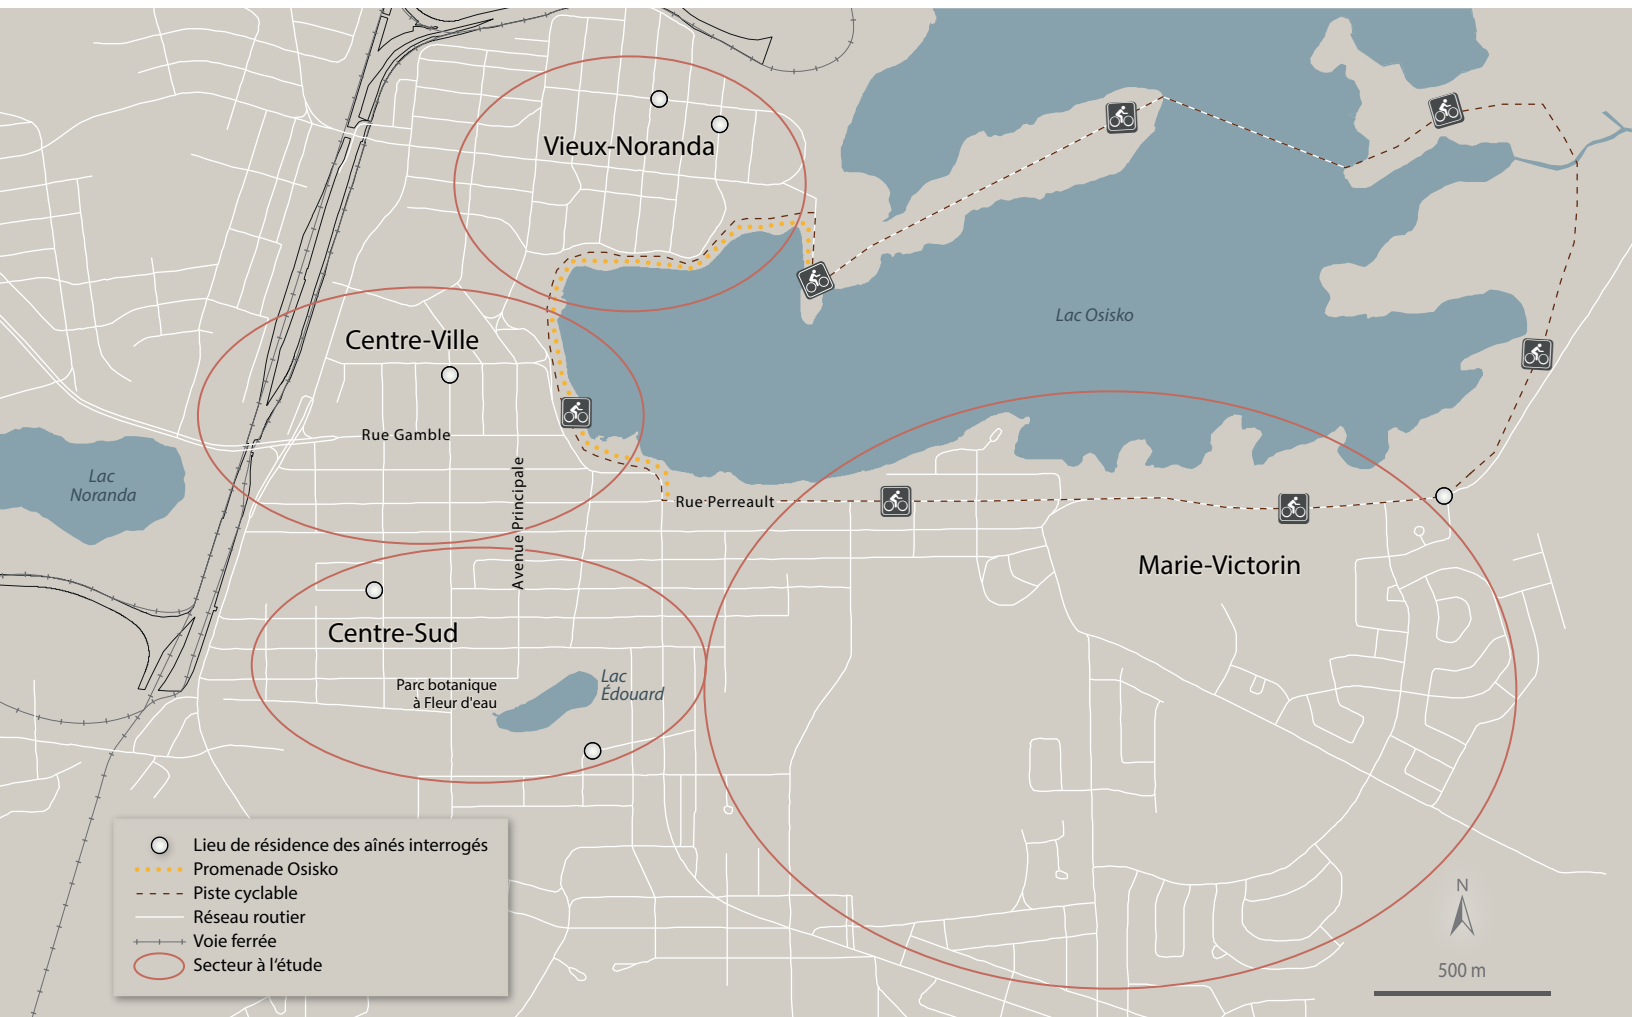 Vieux-Noranda
Lac Osisko
Centre-Ville
Rue Gamble
Avenue Principale
Lac
Noranda
Rue Perreault
Marie-Victorin
Centre-Sud
Parc botanique
à Fleur d'eau
Lac
Édouard
Lieu de résidence des aînés interrogés
Promenade Osisko
Piste cyclable
Réseau routier
Voie ferrée
Secteur à l'étude
N
500 m